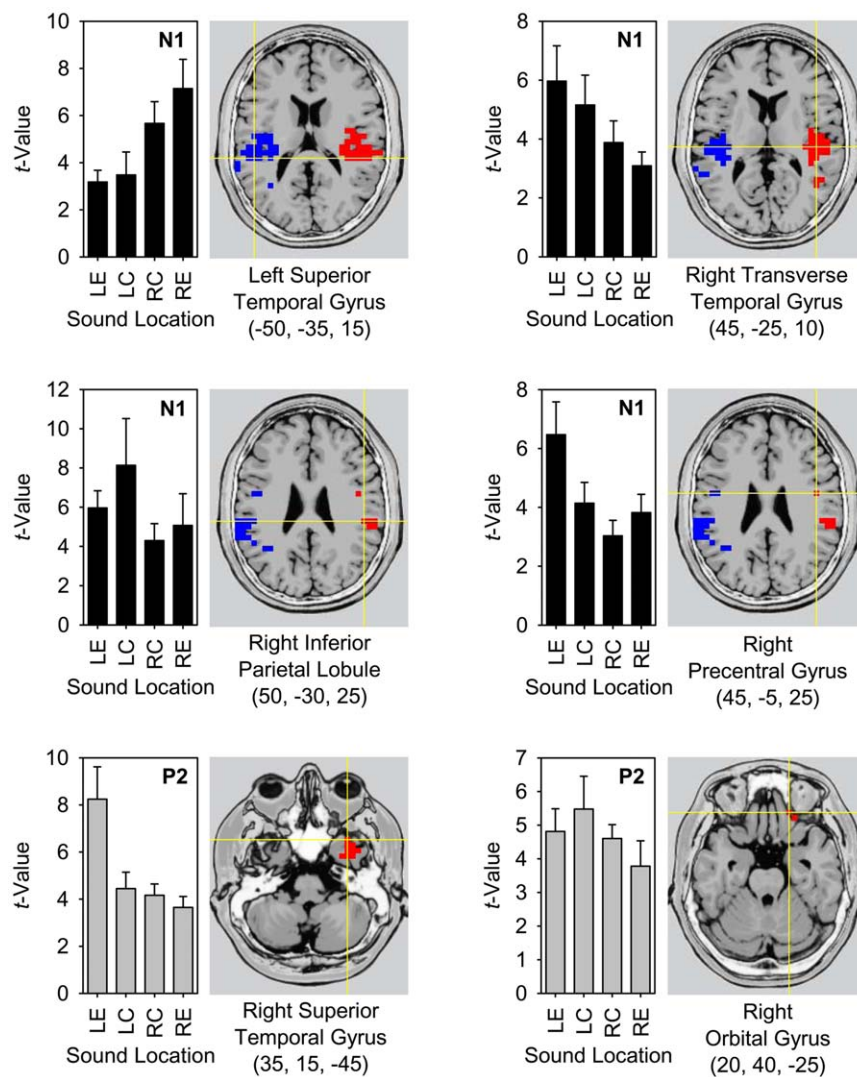 10
8
6
4
2
0
t-Value
N1
LE
LC
RC
RE
Sound Location
Left Superior
Temporal Gyrus
(-50, -35, 15)
8
6
4
2
0
t-Value
N1
LE
LC
RC
RE
Sound Location
Right Transverse
Temporal Gyrus
(45, -25, 10)
12
10
8
6
4
2
0
t-Value
N1
LE
LC
RC
RE
Sound Location
Right Inferior
Parietal Lobule
(50, -30, 25)
8
6
4
2
0
t-Value
N1
LE
LC
RC
RE
Sound Location
Right
Precentral Gyrus
(45, -5, 25)
10
8
6
4
2
0
t-Value
P2
LE
LC
RC
RE
Sound Location
Right Superior
Temporal Gyrus
(35, 15, -45)
7
6
5
4
3
2
1
0
t-Value
P2
LE
LC
RC
RE
Sound Location
Right
Orbital Gyrus
(20, 40, -25)